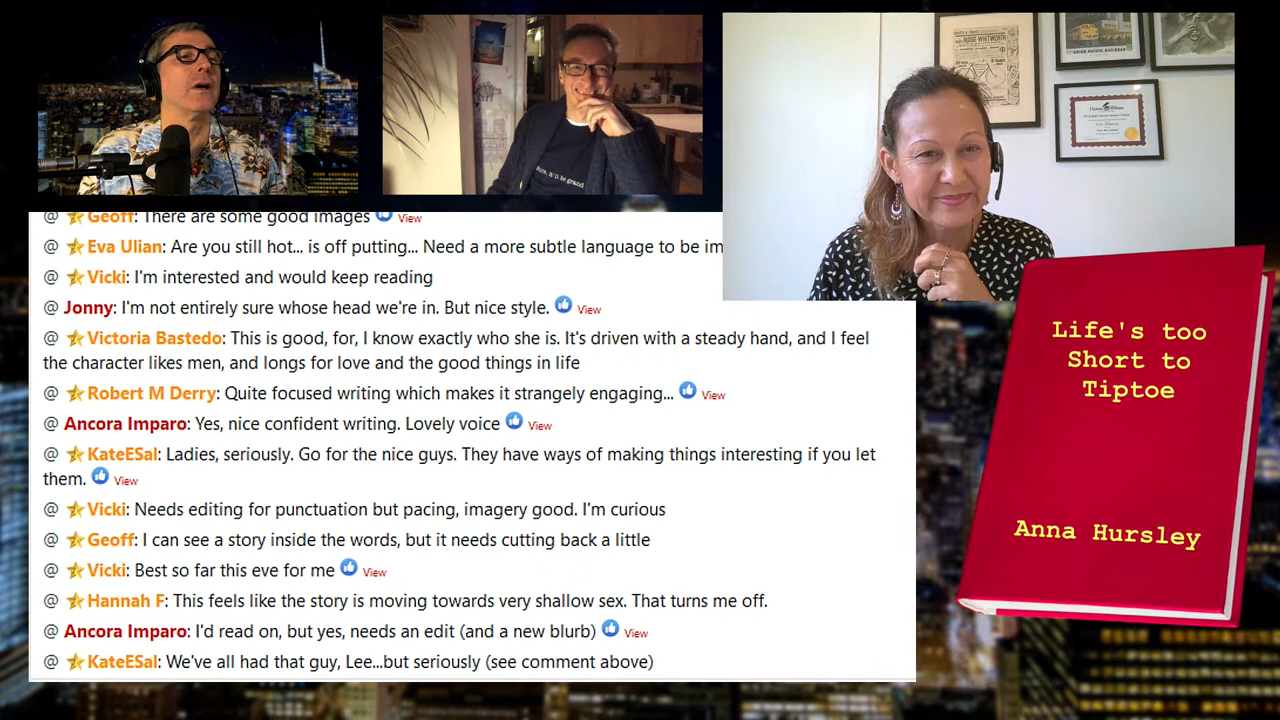 Sure, it'll be grand
UNION PACIFIC RAILROAD
@ Geoff: There are some good images View
@ Eva Ulian: Are you still hot... is off putting... Need a more subtle language to be im
@ Vicki: I'm interested and would keep reading
@ Jonny: I'm not entirely sure whose head we're in. But nice style. View
@ Victoria Bastedo: This is good, for, I know exactly who she is. It's driven with a steady hand, and I feel
the character likes men, and longs for love and the good things in life
@ Robert M Derry: Quite focused writing which makes it strangely engaging... View
@ Ancora Imparo: Yes, nice confident writing. Lovely voice View
@ KateESal: Ladies, seriously. Go for the nice guys. They have ways of making things interesting if you let
them. View
@ Vicki: Needs editing for punctuation but pacing, imagery good. I'm curious
@ Geoff: I can see a story inside the words, but it needs cutting back a little
@ Vicki: Best so far this eve for me View
@ Hannah F: This feels like the story is moving towards very shallow sex. That turns me off.
@ Ancora Imparo: I'd read on, but yes, needs an edit (and a new blurb) View
@ KateESal: We've all had that guy, Lee...but seriously (see comment above)
Life's too
Short to
Tiptoe
Anna Hursley